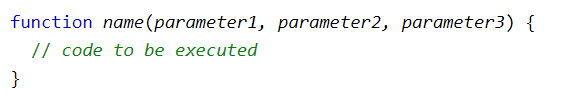 function name(parameter1, parameter2, parameter3) {
  // code to be executed
}